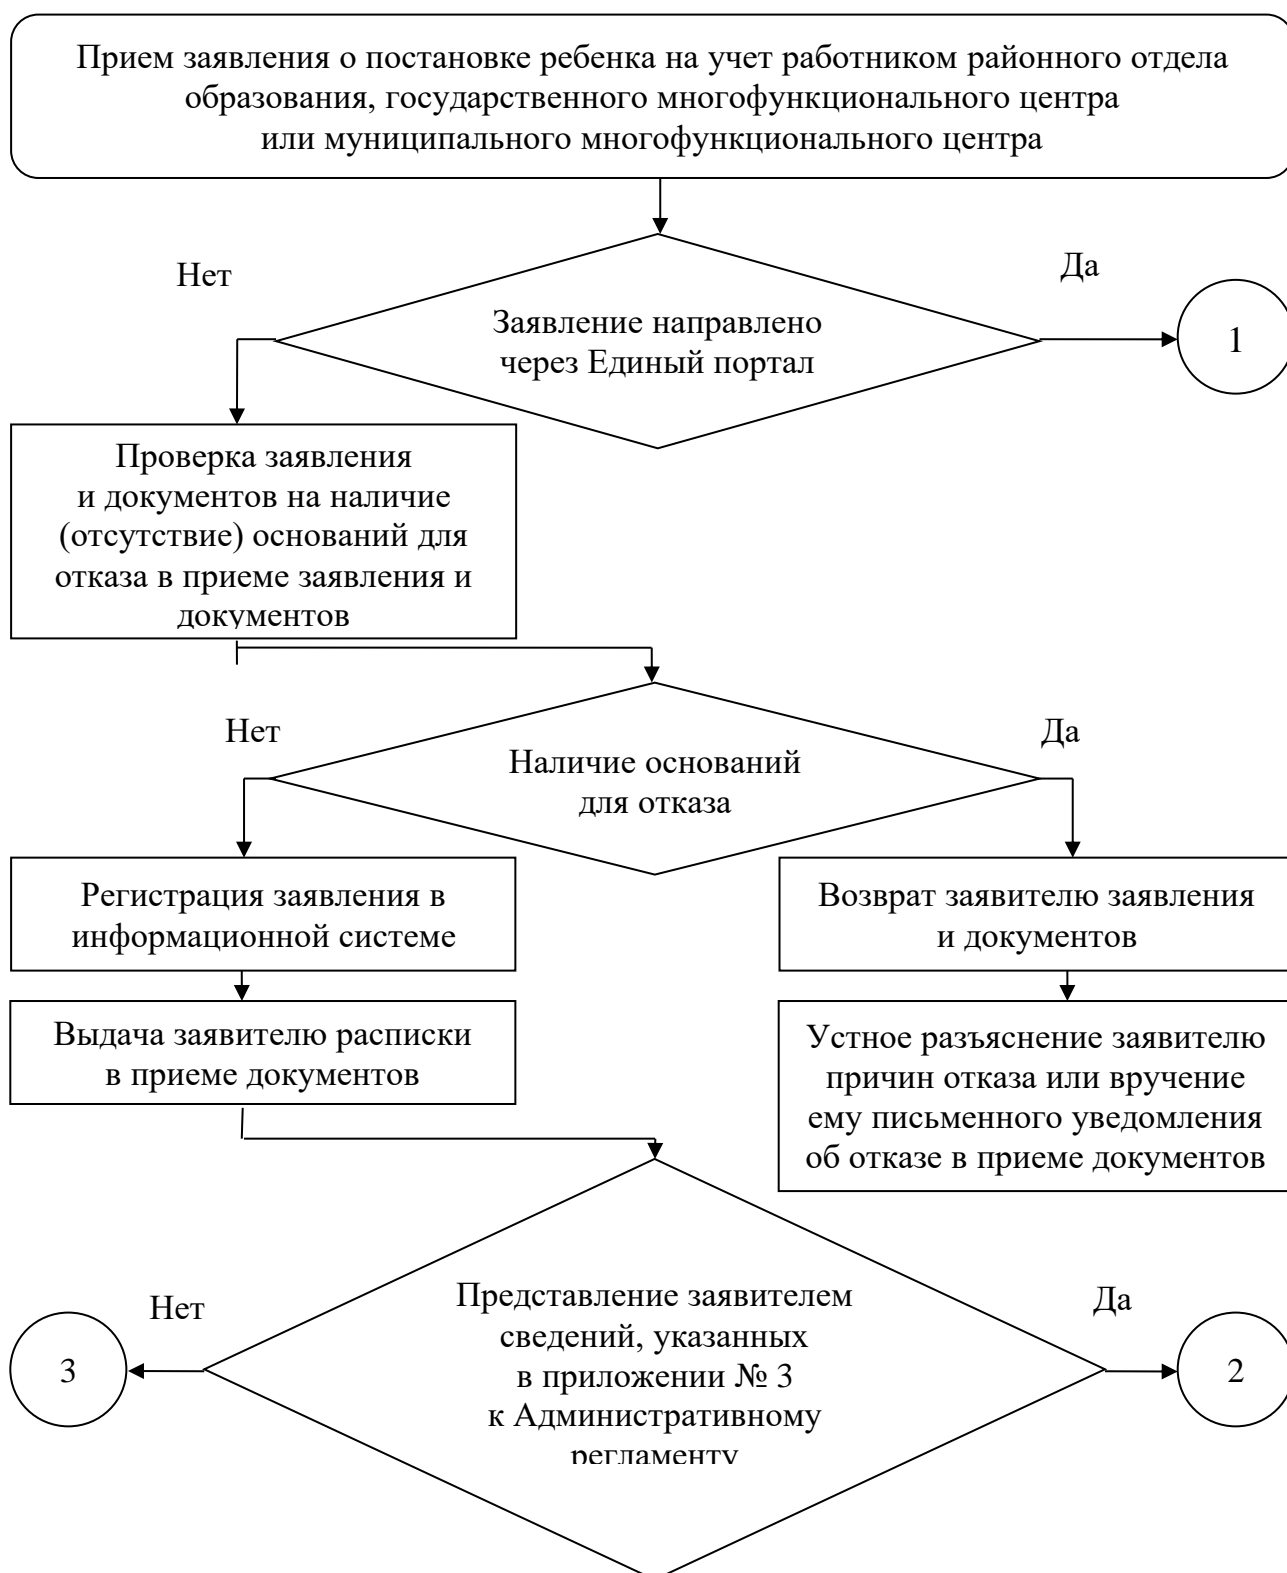 Прием заявления о постановке ребенка на учет работником районного отдела
образования, государственного многофункционального центра
или муниципального многофункционального центра
Нет
Да
Заявление направлено
через Единый портал
1
Проверка заявления
и документов на наличие
(отсутствие) оснований для
отказа в приеме заявления и
документов
Нет
Да
Наличие оснований
для отказа
Регистрация заявления в
информационной системе
Возврат заявителю заявления
и документов
Выдача заявителю расписки
в приеме документов
Устное разъяснение заявителю
причин отказа или вручение
ему письменного уведомления
об отказе в приеме документов
Нет
Да
3
Представление заявителем
сведений, указанных
в приложении № 3
к Административному
регламенту
2